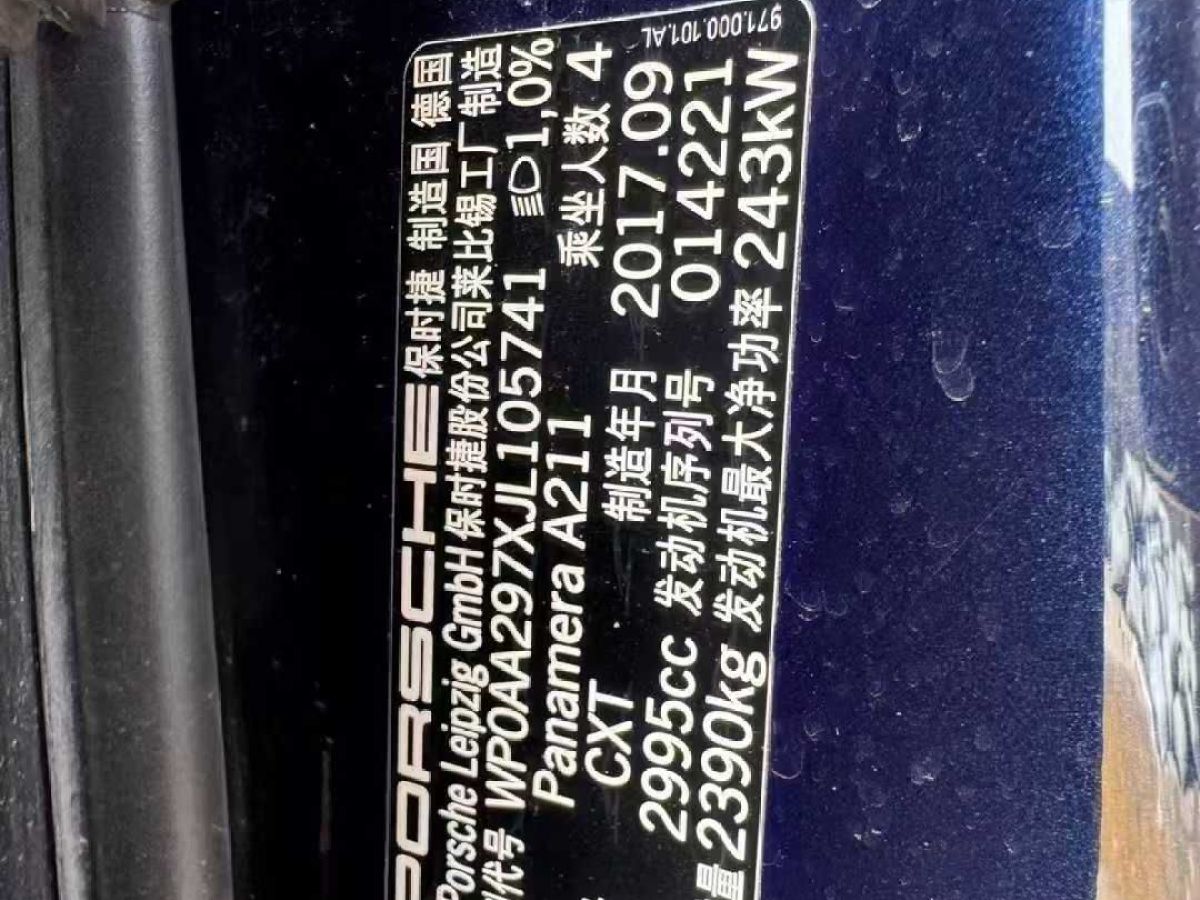 PORSCHE 保时捷 制造国 德国
Porsche Leipzig GmbH 保时捷股份公司莱比锡工厂制造
代号 WP0AA297XJL105741 1,0%
Panamera A211 乘坐人数 4
CXT 制造年月 2017.09
2995cc 发动机序列号 014221
量 2390kg 发动机最大净功率 243kW
971.000.101.AL